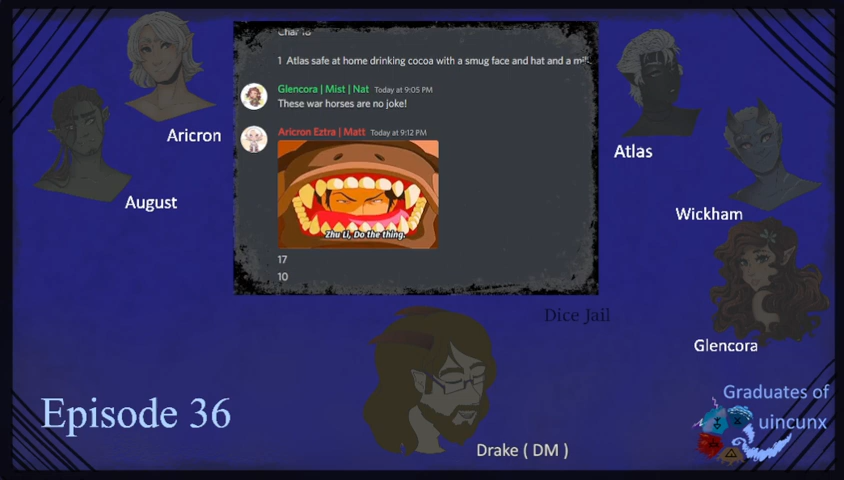 1 Atlas safe at home drinking cocoa with a smug face and hat and a
Glencora | Mist | Nat Today at 9:05 PM
These war horses are no joke!
Aricron Eztra | Matt Today at 9:12 PM
Zhu Li, Do the thing.
17
10
Aricron
August
Atlas
Wickham
Glencora
Dice Jail
Episode 36
Drake ( DM )
Graduates of
uincunx